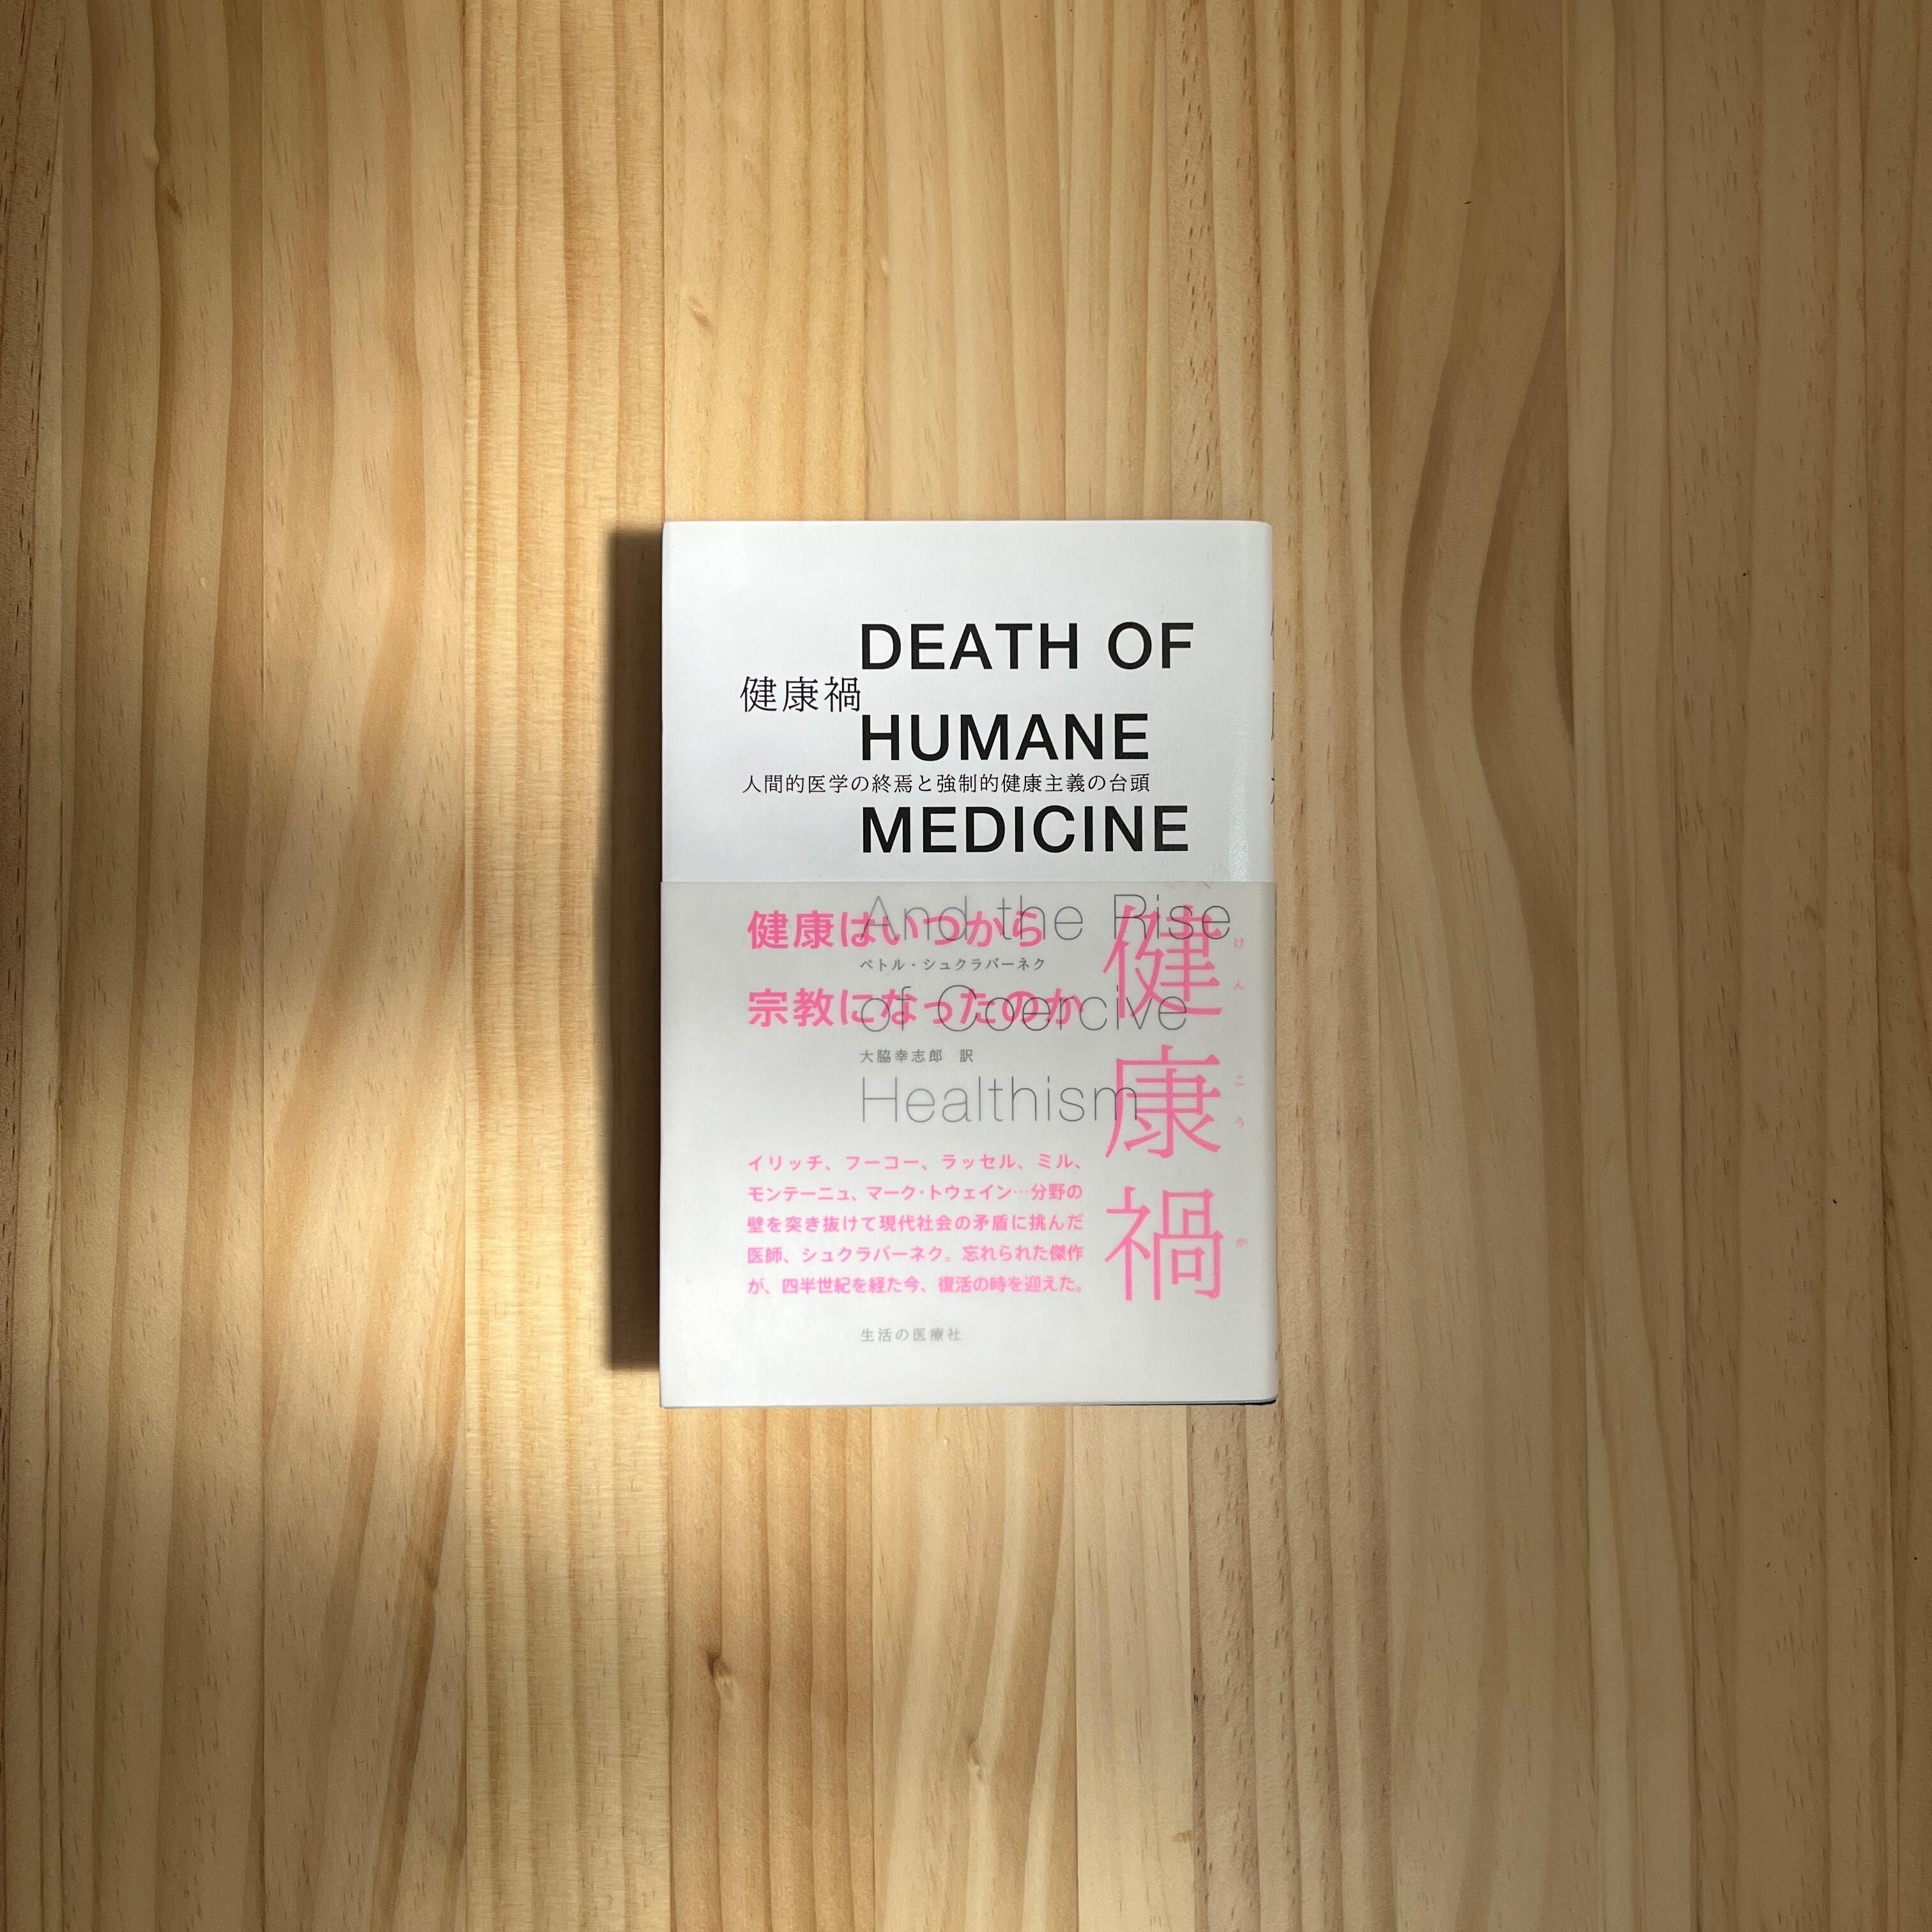 DEATH OF
健康禍
HUMANE
人間的医学の終焉と強制的健康主義の台頭
MEDICINE
And the Rise
健康はいつから
ペトル・シュクラバーネク
of Coercive
宗教になったのか
大脇幸志郎 訳
Healthism
健康禍
けんこうか
イリッチ、フーコー、ラッセル、ミル、
モンテーニュ、マーク・トウェイン…分野の
壁を突き抜けて現代社会の矛盾に挑んだ
医師、シュクラバーネク。忘れられた傑作
が、四半世紀を経た今、復活の時を迎えた。
生活の医療社